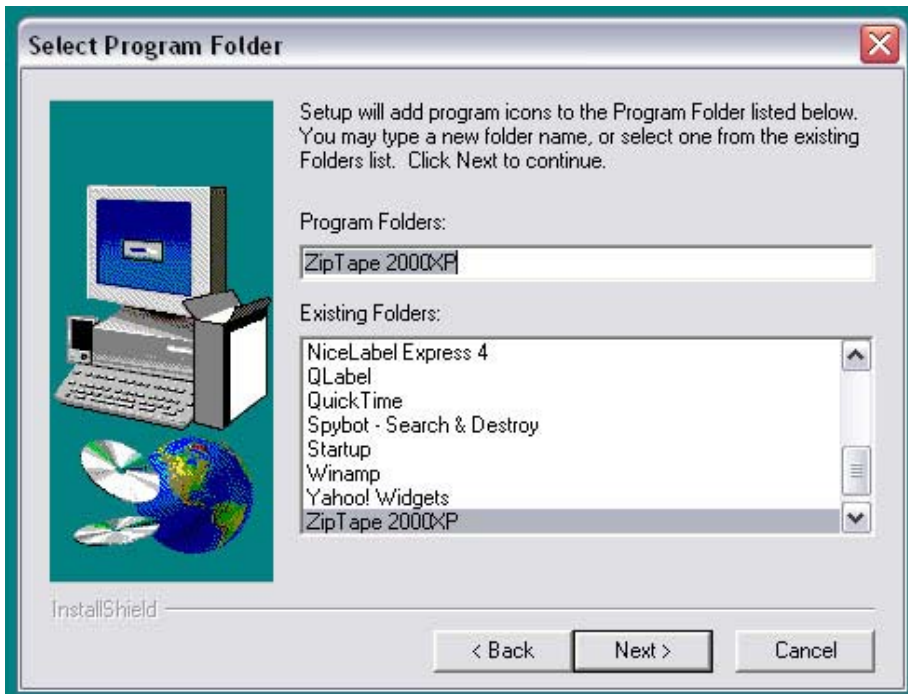 Select Program Folder
Setup will add program icons to the Program Folder listed below.
You may type a new folder name, or select one from the existing
Folders list.  Click Next to continue.
Program Folders:
ZipTape 2000XP
Existing Folders:
NiceLabel Express 4
QLabel
QuickTime
Spybot - Search & Destroy
Startup
Winamp
Yahoo! Widgets
ZipTape 2000XP
InstallShield
< Back
Next >
Cancel